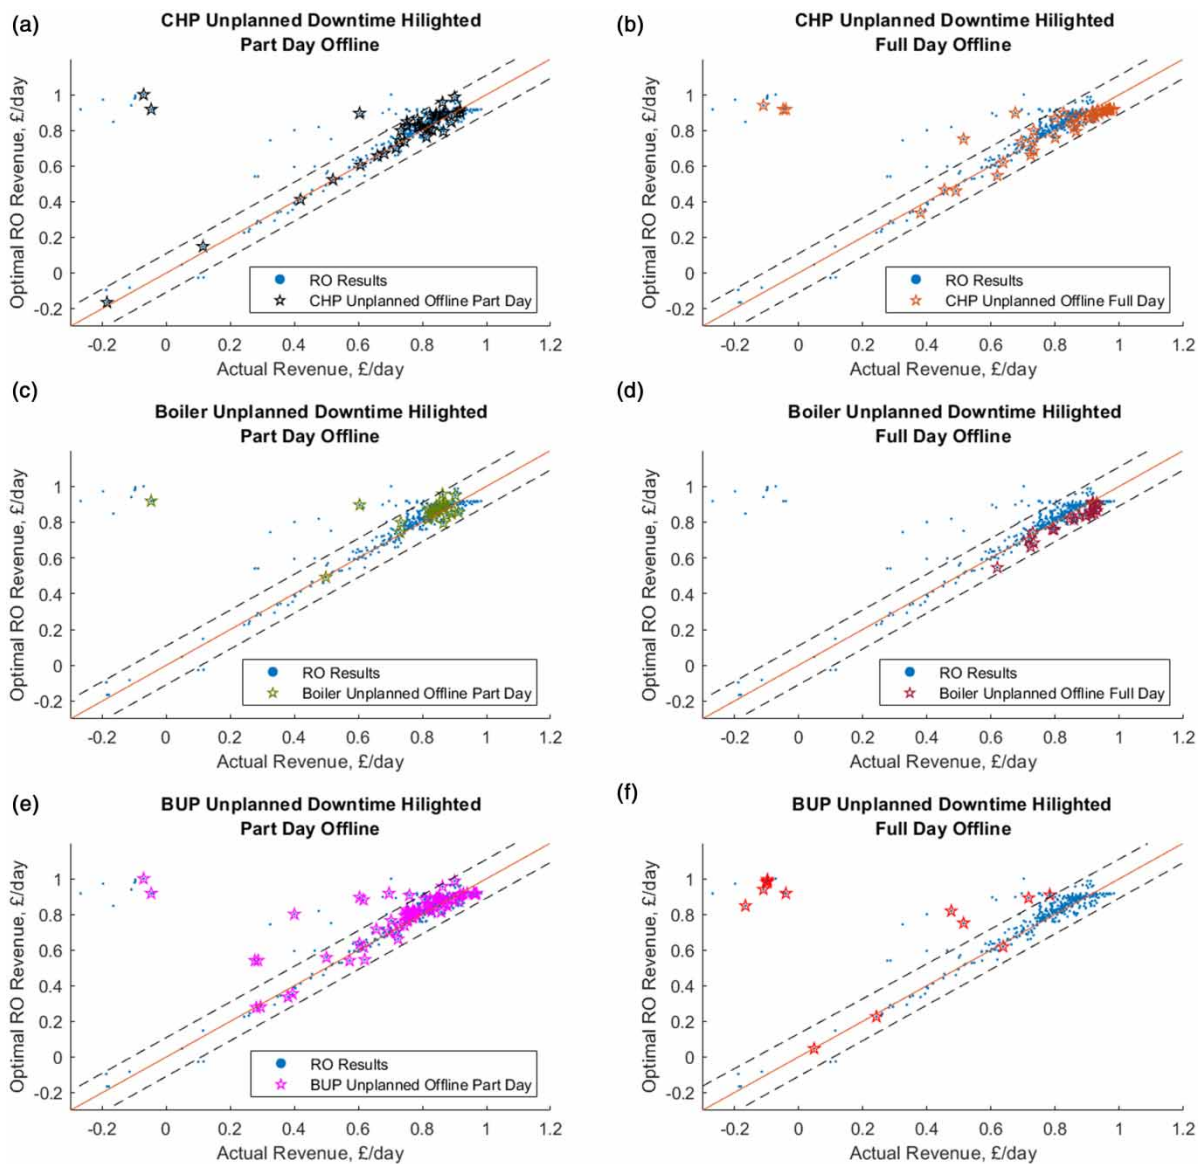 (a)
CHP Unplanned Downtime Hilighted
Part Day Offline
Optimal RO Revenue, £/day
1
0.8
0.6
0.4
0.2
0
-0.2
-0.2 0 0.2 0.4 0.6 0.8 1 1.2
Actual Revenue, £/day
RO Results
CHP Unplanned Offline Part Day
(b)
CHP Unplanned Downtime Hilighted
Full Day Offline
Optimal RO Revenue, £/day
1
0.8
0.6
0.4
0.2
0
-0.2
-0.2 0 0.2 0.4 0.6 0.8 1 1.2
Actual Revenue, £/day
RO Results
CHP Unplanned Offline Full Day
(c)
Boiler Unplanned Downtime Hilighted
Part Day Offline
Optimal RO Revenue, £/day
1
0.8
0.6
0.4
0.2
0
-0.2
-0.2 0 0.2 0.4 0.6 0.8 1 1.2
Actual Revenue, £/day
RO Results
Boiler Unplanned Offline Part Day
(d)
Boiler Unplanned Downtime Hilighted
Full Day Offline
Optimal RO Revenue, £/day
1
0.8
0.6
0.4
0.2
0
-0.2
-0.2 0 0.2 0.4 0.6 0.8 1 1.2
Actual Revenue, £/day
RO Results
Boiler Unplanned Offline Full Day
(e)
BUP Unplanned Downtime Hilighted
Part Day Offline
Optimal RO Revenue, £/day
1
0.8
0.6
0.4
0.2
0
-0.2
-0.2 0 0.2 0.4 0.6 0.8 1 1.2
Actual Revenue, £/day
RO Results
BUP Unplanned Offline Part Day
(f)
BUP Unplanned Downtime Hilighted
Full Day Offline
Optimal RO Revenue, £/day
1
0.8
0.6
0.4
0.2
0
-0.2
-0.2 0 0.2 0.4 0.6 0.8 1 1.2
Actual Revenue, £/day